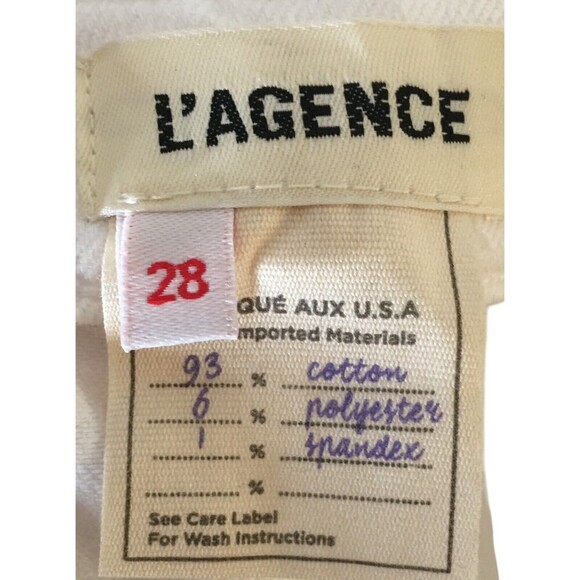 L'AGENCE
28
QUÉ AUX U.S.A
mported Materials
93 % cotton
6 % polyester
1 % spandex
%
See Care Label
For Wash Instructions